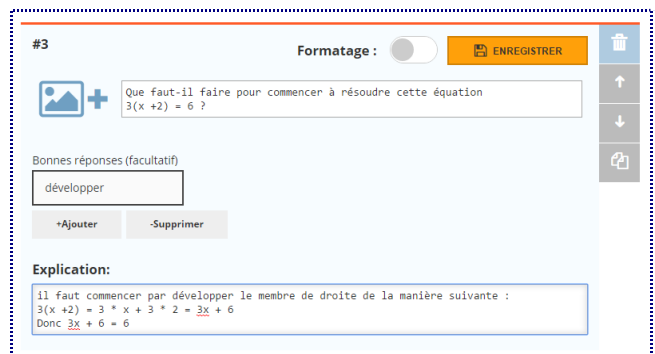 #3
Formatage :
ENREGISTRER
Que faut-il faire pour commencer à résoudre cette équation
3(x +2) = 6 ?
Bonnes réponses (facultatif)
développer
+Ajouter
-Supprimer
Explication:
il faut commencer par développer le membre de droite de la manière suivante :
3(x +2) = 3 * x + 3 * 2 = 3x + 6
Donc 3x + 6 = 6